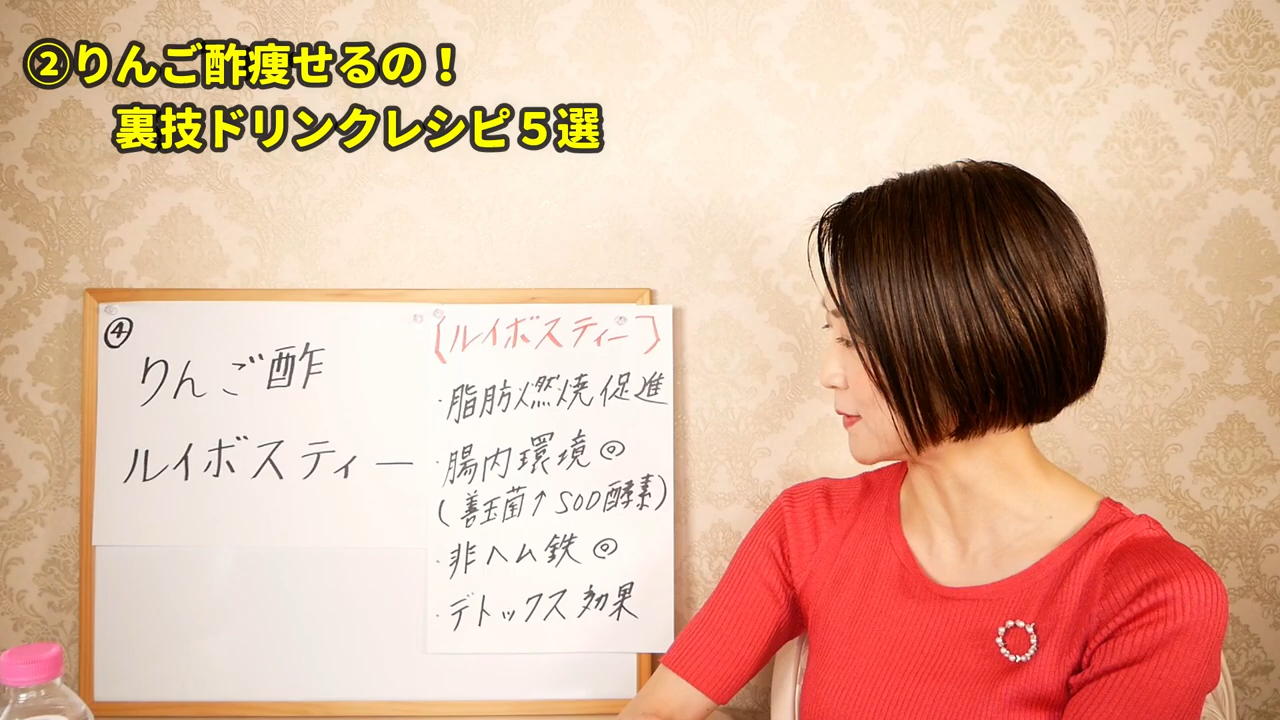 ②りんご酢痩せるの！
裏技ドリンクレシピ５選
④
りんご酢
ルイボスティー
〔ルイボスティー〕
・脂肪燃焼促進
・腸内環境◎
(善玉菌↑SOD酵素)
・非ヘム鉄◎
・デトックス効果